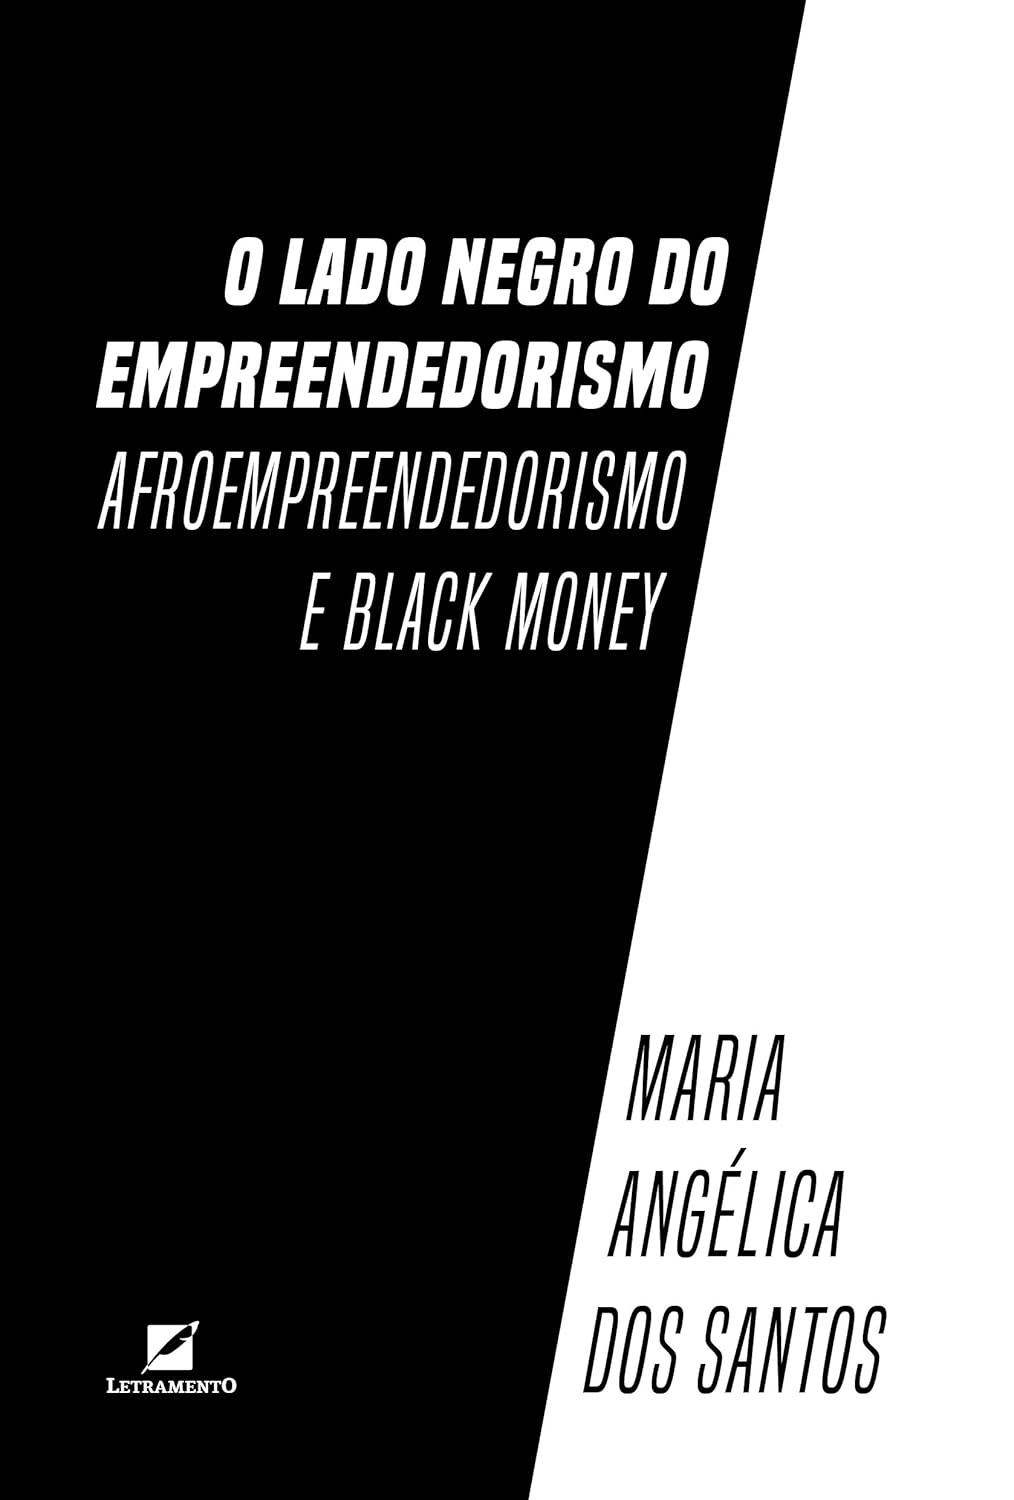 O LADO NEGRO DO
EMPREENDEDORISMO
AFROEMPREENDEDORISMO
E BLACK MONEY
MARIA
ANGÉLICA
DOS SANTOS
LETRAMENTO